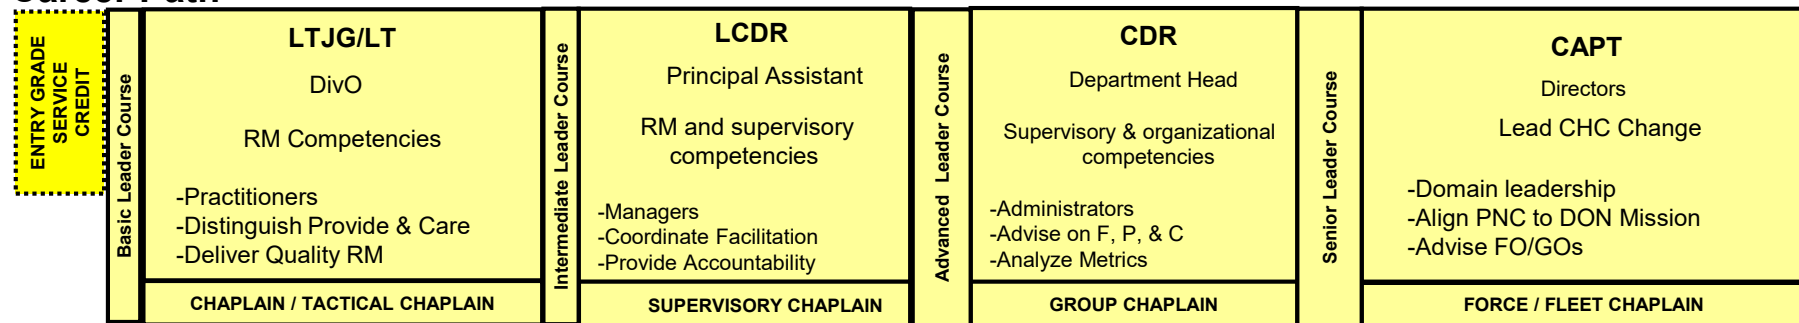 ENTRY GRADE
SERVICE
CREDIT
Basic Leader Course
LTJG/LT
DivO
RM Competencies
-Practitioners
-Distinguish Provide & Care
-Deliver Quality RM
CHAPLAIN / TACTICAL CHAPLAIN
Intermediate Leader Course
LCDR
Principal Assistant
RM and supervisory
competencies
-Managers
-Coordinate Facilitation
-Provide Accountability
SUPERVISORY CHAPLAIN
Advanced Leader Course
CDR
Department Head
Supervisory & organizational
competencies
-Administrators
-Advise on F, P, & C
-Analyze Metrics
GROUP CHAPLAIN
Senior Leader Course
CAPT
Directors
Lead CHC Change
-Domain leadership
-Align PNC to DON Mission
-Advise FO/GOs
FORCE / FLEET CHAPLAIN